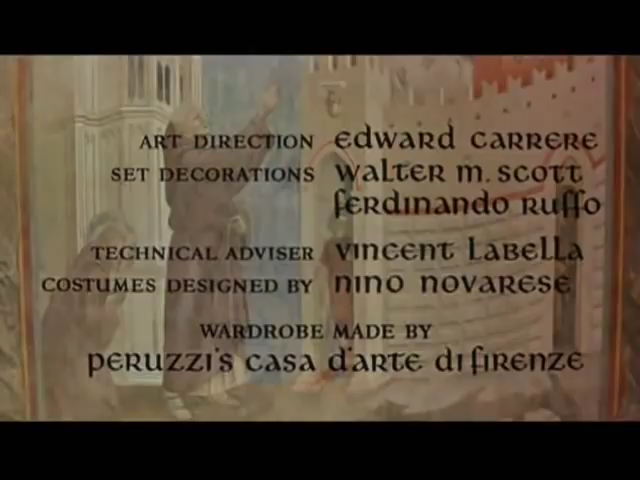 ART DIRECTION EDWARD CARRERE
SET DECORATIONS WALTER M. SCOTT
FERDINANDO RUFFO
TECHNICAL ADVISER VINCENT LABELLA
COSTUMES DESIGNED BY NINO NOVARESE
WARDROBE MADE BY
PERUZZI'S CASA D'ARTE DI FIRENZE